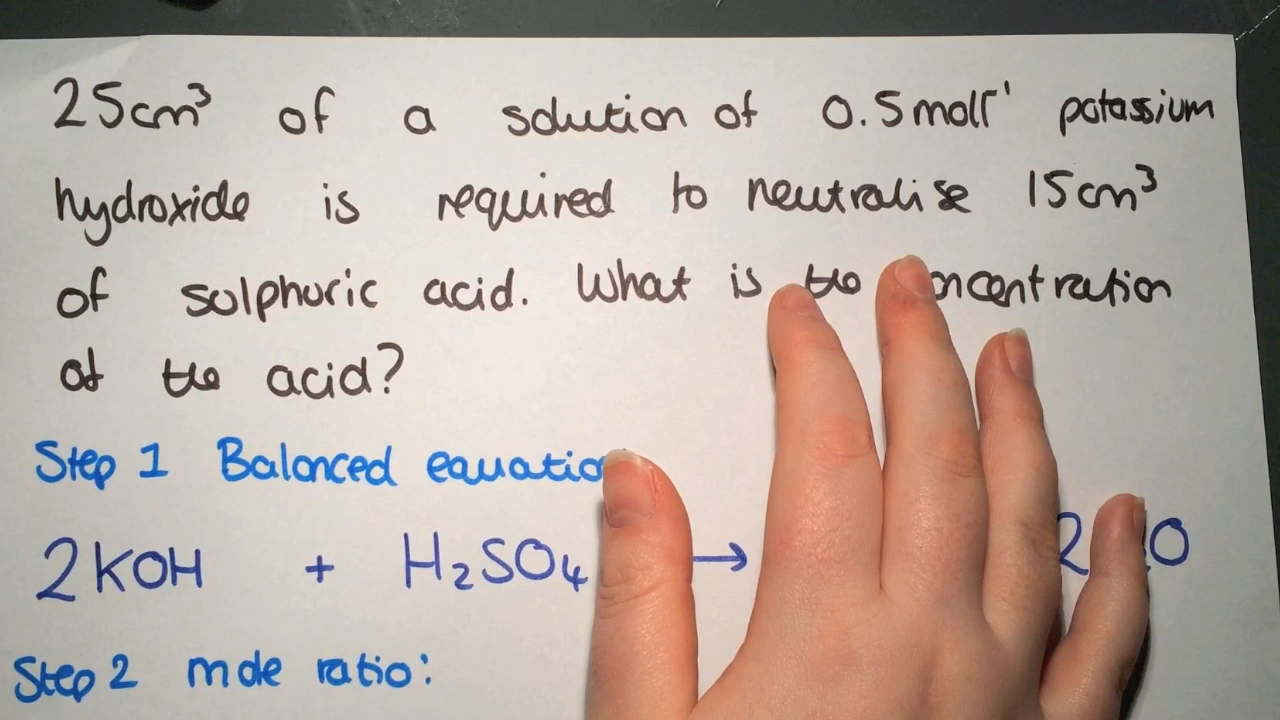 25cm³ of a solution of 0.5moll⁻¹ potassium
hydroxide is required to neutralise 15cm³
of sulphuric acid. What is the
of the acid?
Step 1 Balanced
2KOH + H₂SO₄ →
Step 2 mole ratio: